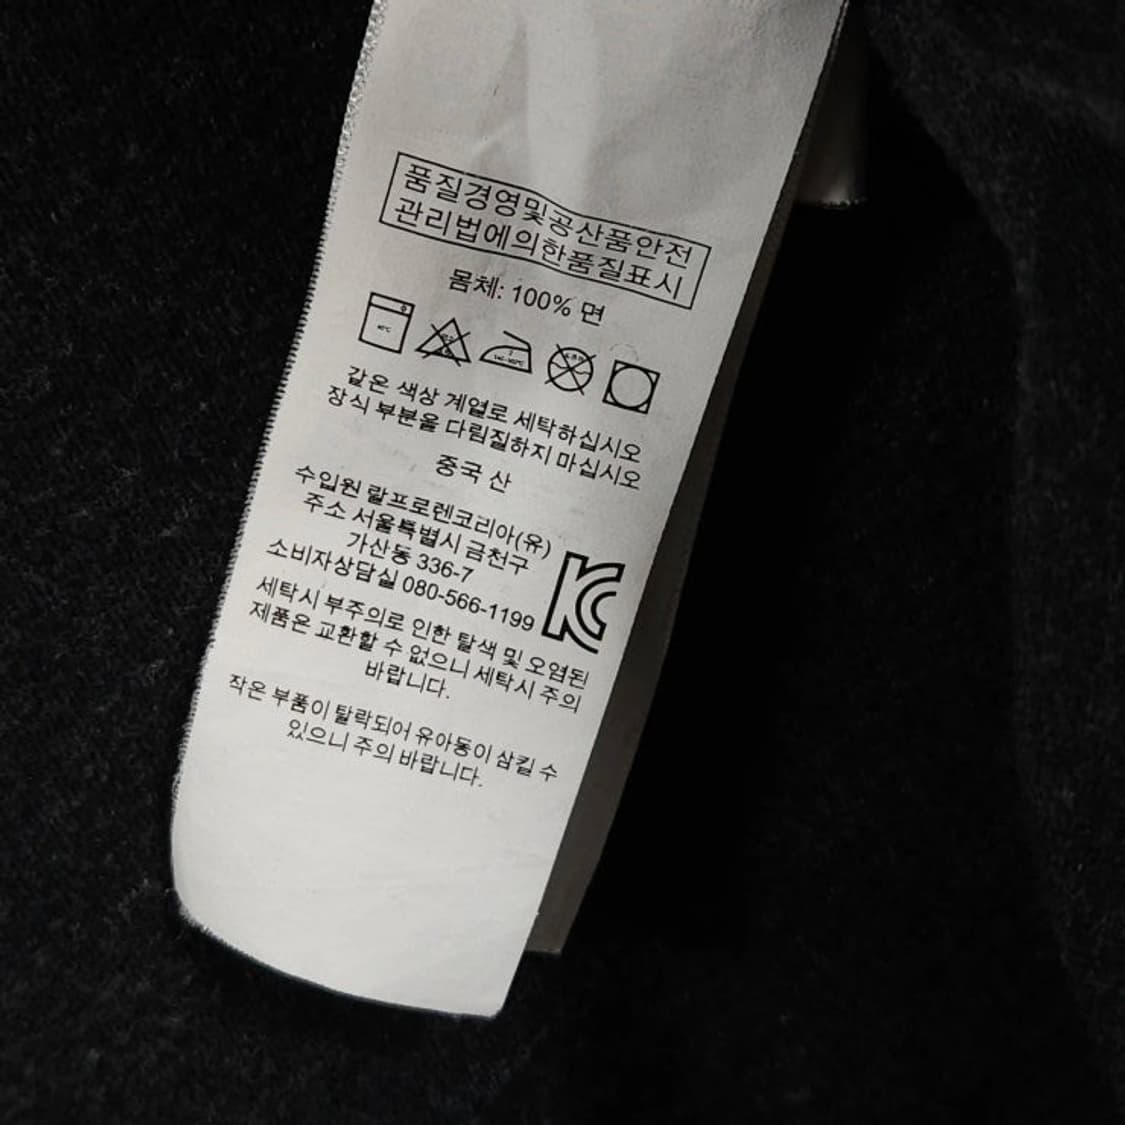 품질경영및공산품안전
관리법에의한품질표시
몸체: 100% 면
40°C
같은 색상 계열로 세탁하십시오
장식 부분을 다림질하지 마십시오
중국 산
수입원 랄프로렌코리아(유)
주소 서울특별시 금천구
가산동 336-7
소비자상담실 080-566-1199
세탁시 부주의로 인한 탈색 및 오염된
제품은 교환할 수 없으니 세탁시 주의
바랍니다.
작은 부품이 탈락되어 유아동이 삼킬 수
있으니 주의 바랍니다.